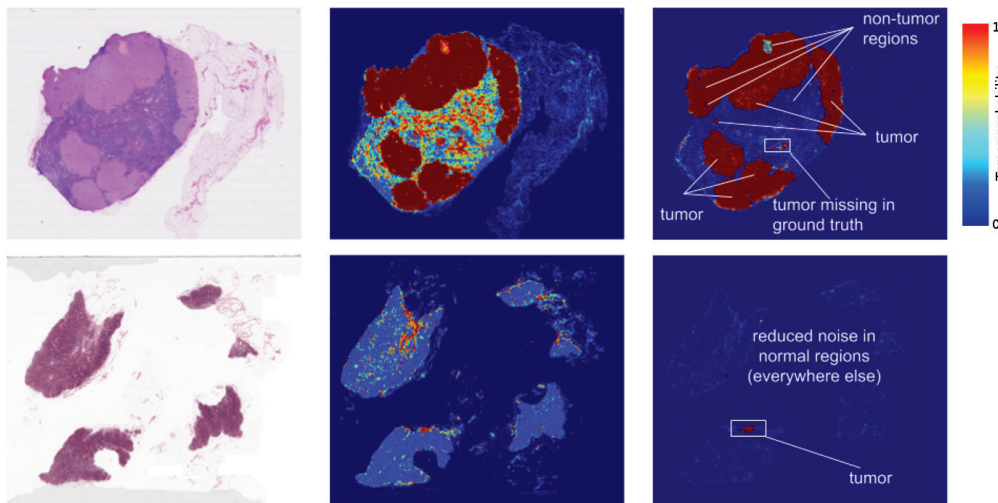 non-tumor
regions
tumor
tumor
tumor missing in
ground truth
1
0
reduced noise in
normal regions
(everywhere else)
tumor